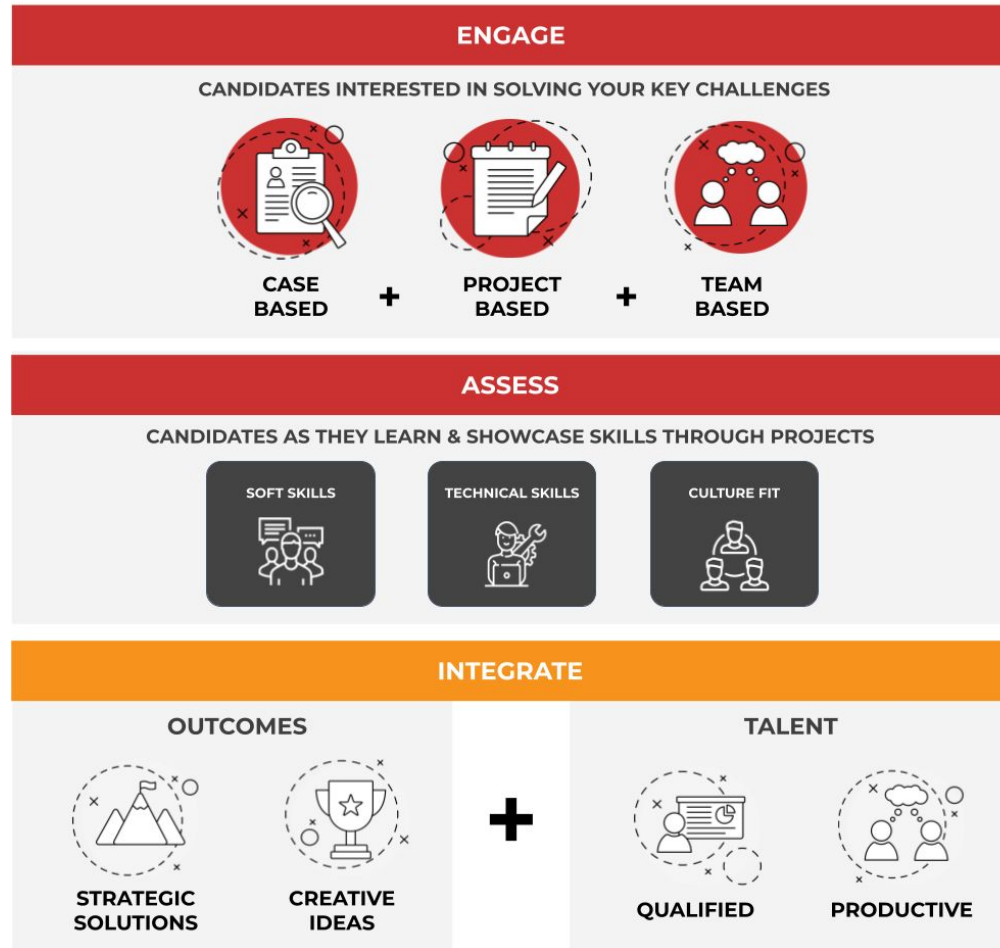 ENGAGE
CANDIDATES INTERESTED IN SOLVING YOUR KEY CHALLENGES
CASE
BASED
+
PROJECT
BASED
+
TEAM
BASED
ASSESS
CANDIDATES AS THEY LEARN & SHOWCASE SKILLS THROUGH PROJECTS
SOFT SKILLS
TECHNICAL SKILLS
CULTURE FIT
INTEGRATE
OUTCOMES
STRATEGIC
SOLUTIONS
CREATIVE
IDEAS
+
TALENT
QUALIFIED
PRODUCTIVE